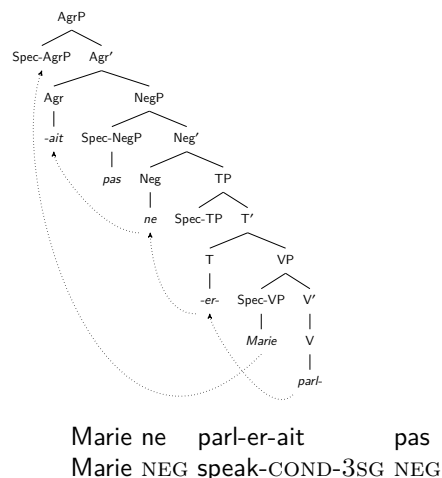 AgrP
Spec-AgrP Agr′
Agr NegP
-ait Spec-NegP Neg′
pas Neg TP
ne Spec-TP T′
T VP
-er- Spec-VP V′
Marie V
parl-
Marie ne parl-er-ait pas
Marie NEG speak-COND-3SG NEG